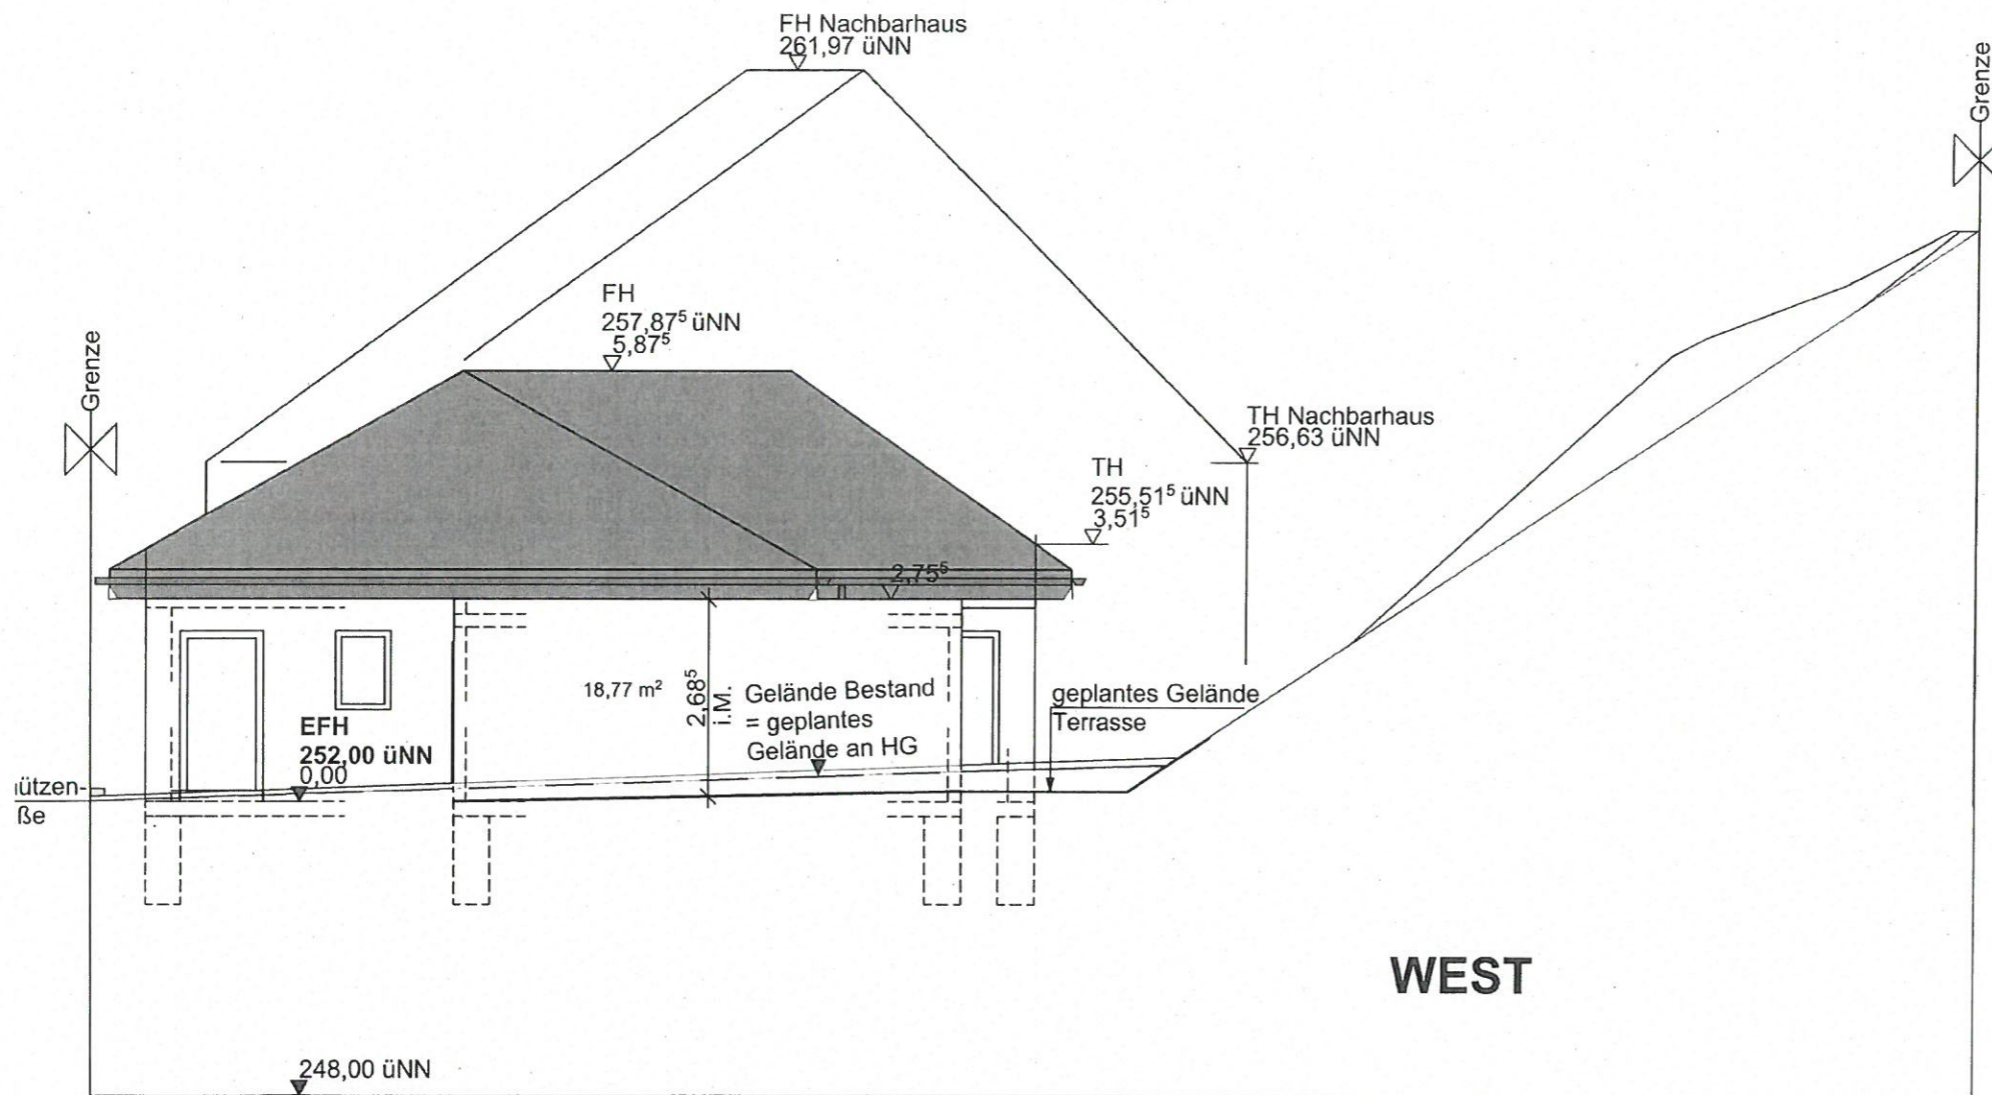 FH Nachbarhaus
261,97 üNN
Grenze
FH
257,87⁵ üNN
5,87⁵
Grenze
TH Nachbarhaus
256,63 üNN
TH
255,51⁵ üNN
3,51⁵
2,75⁵
18,77 m²
2,68⁵
i.M.
Gelände Bestand
= geplantes
Gelände an HG
geplantes Gelände
Terrasse
EFH
252,00 üNN
0,00
ützen-
ße
WEST
248,00 üNN